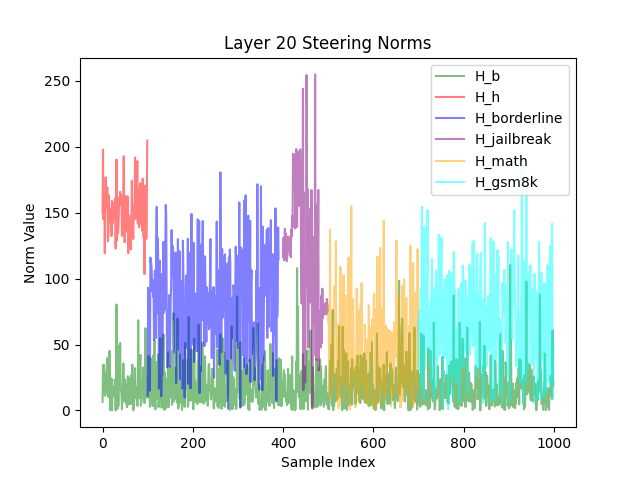 Layer 20 Steering Norms
H_b
H_h
H_borderline
H_jailbreak
H_math
H_gsm8k
Norm Value
250
200
150
100
50
0
0
200
400
600
800
1000
Sample Index